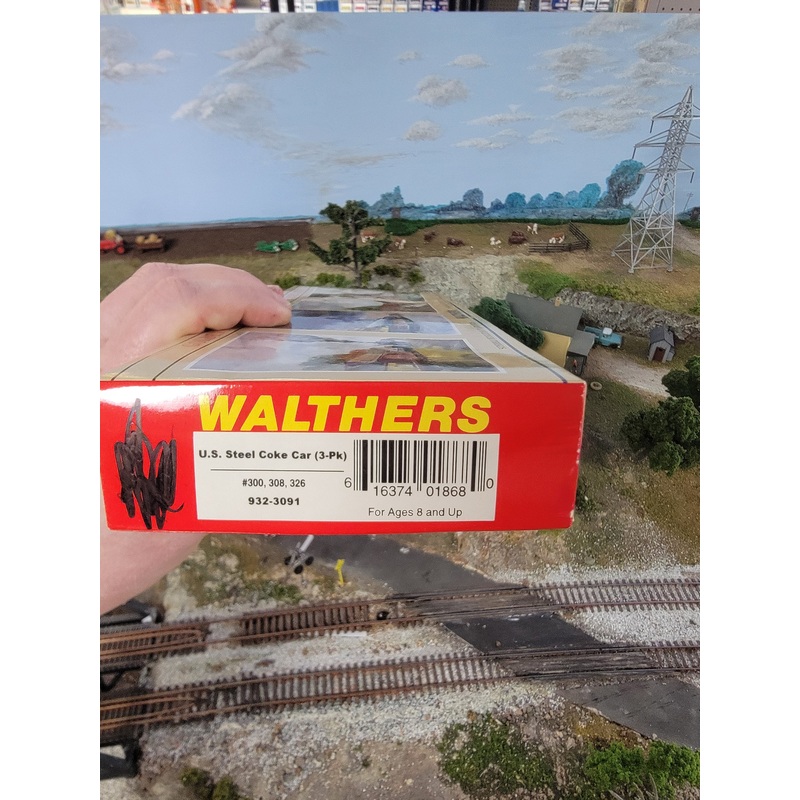 WALTHERS
U.S. Steel Coke Car (3-Pk)
#300, 308, 326
932-3091
6 16374 01868 0
For Ages 8 and Up